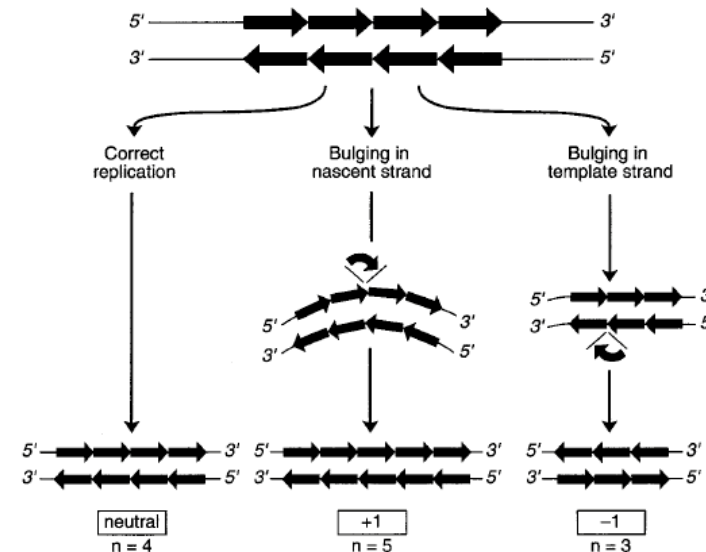 5' 3'
3' 5'
Correct
replication
Bulging in
nascent strand
Bulging in
template strand
5' 3'
3' 5'
5' 3'
3' 5'
5' 3'
3' 5'
5' 3'
3' 5'
5' 3'
3' 5'
neutral
n = 4
+1
n = 5
−1
n = 3